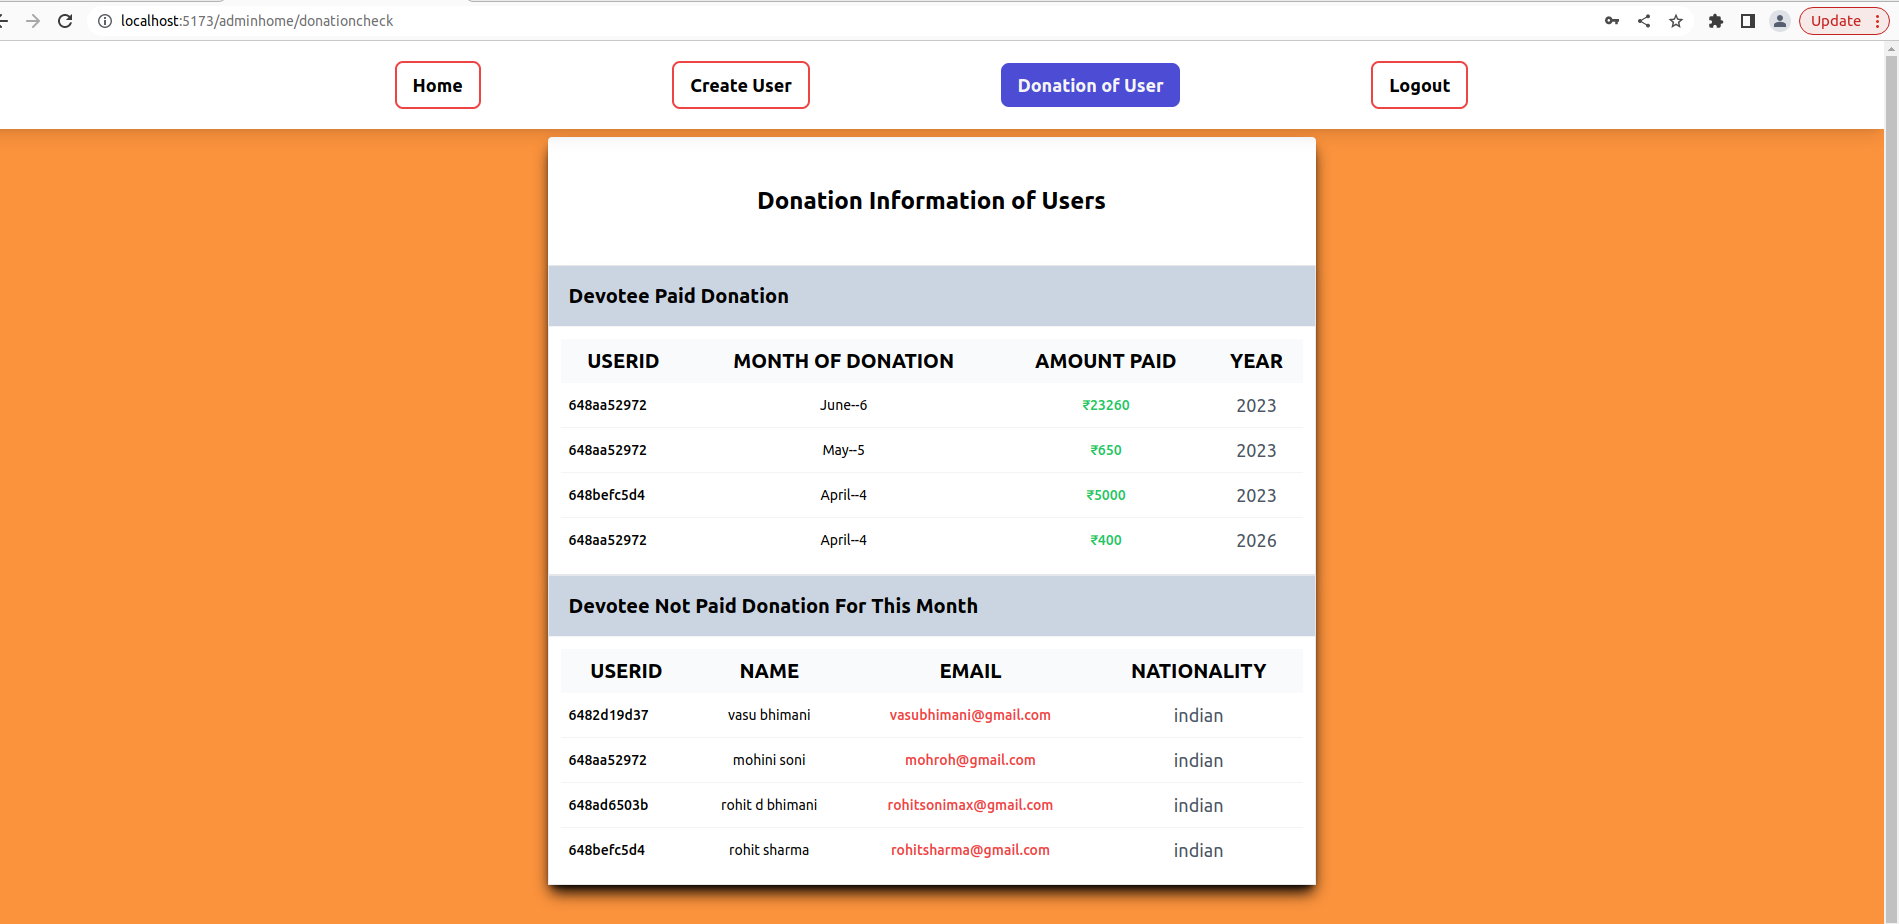 localhost:5173/adminhome/donationcheck Update
Home Create User Donation of User Logout
Donation Information of Users
Devotee Paid Donation
USERID MONTH OF DONATION AMOUNT PAID YEAR
648aa52972 June--6 ₹23260 2023
648aa52972 May--5 ₹650 2023
648befc5d4 April--4 ₹5000 2023
648aa52972 April--4 ₹400 2026
Devotee Not Paid Donation For This Month
USERID NAME EMAIL NATIONALITY
6482d19d37 vasu bhimani vasubhimani@gmail.com indian
648aa52972 mohini soni mohroh@gmail.com indian
648ad6503b rohit d bhimani rohitsonimax@gmail.com indian
648befc5d4 rohit sharma rohitsharma@gmail.com indian